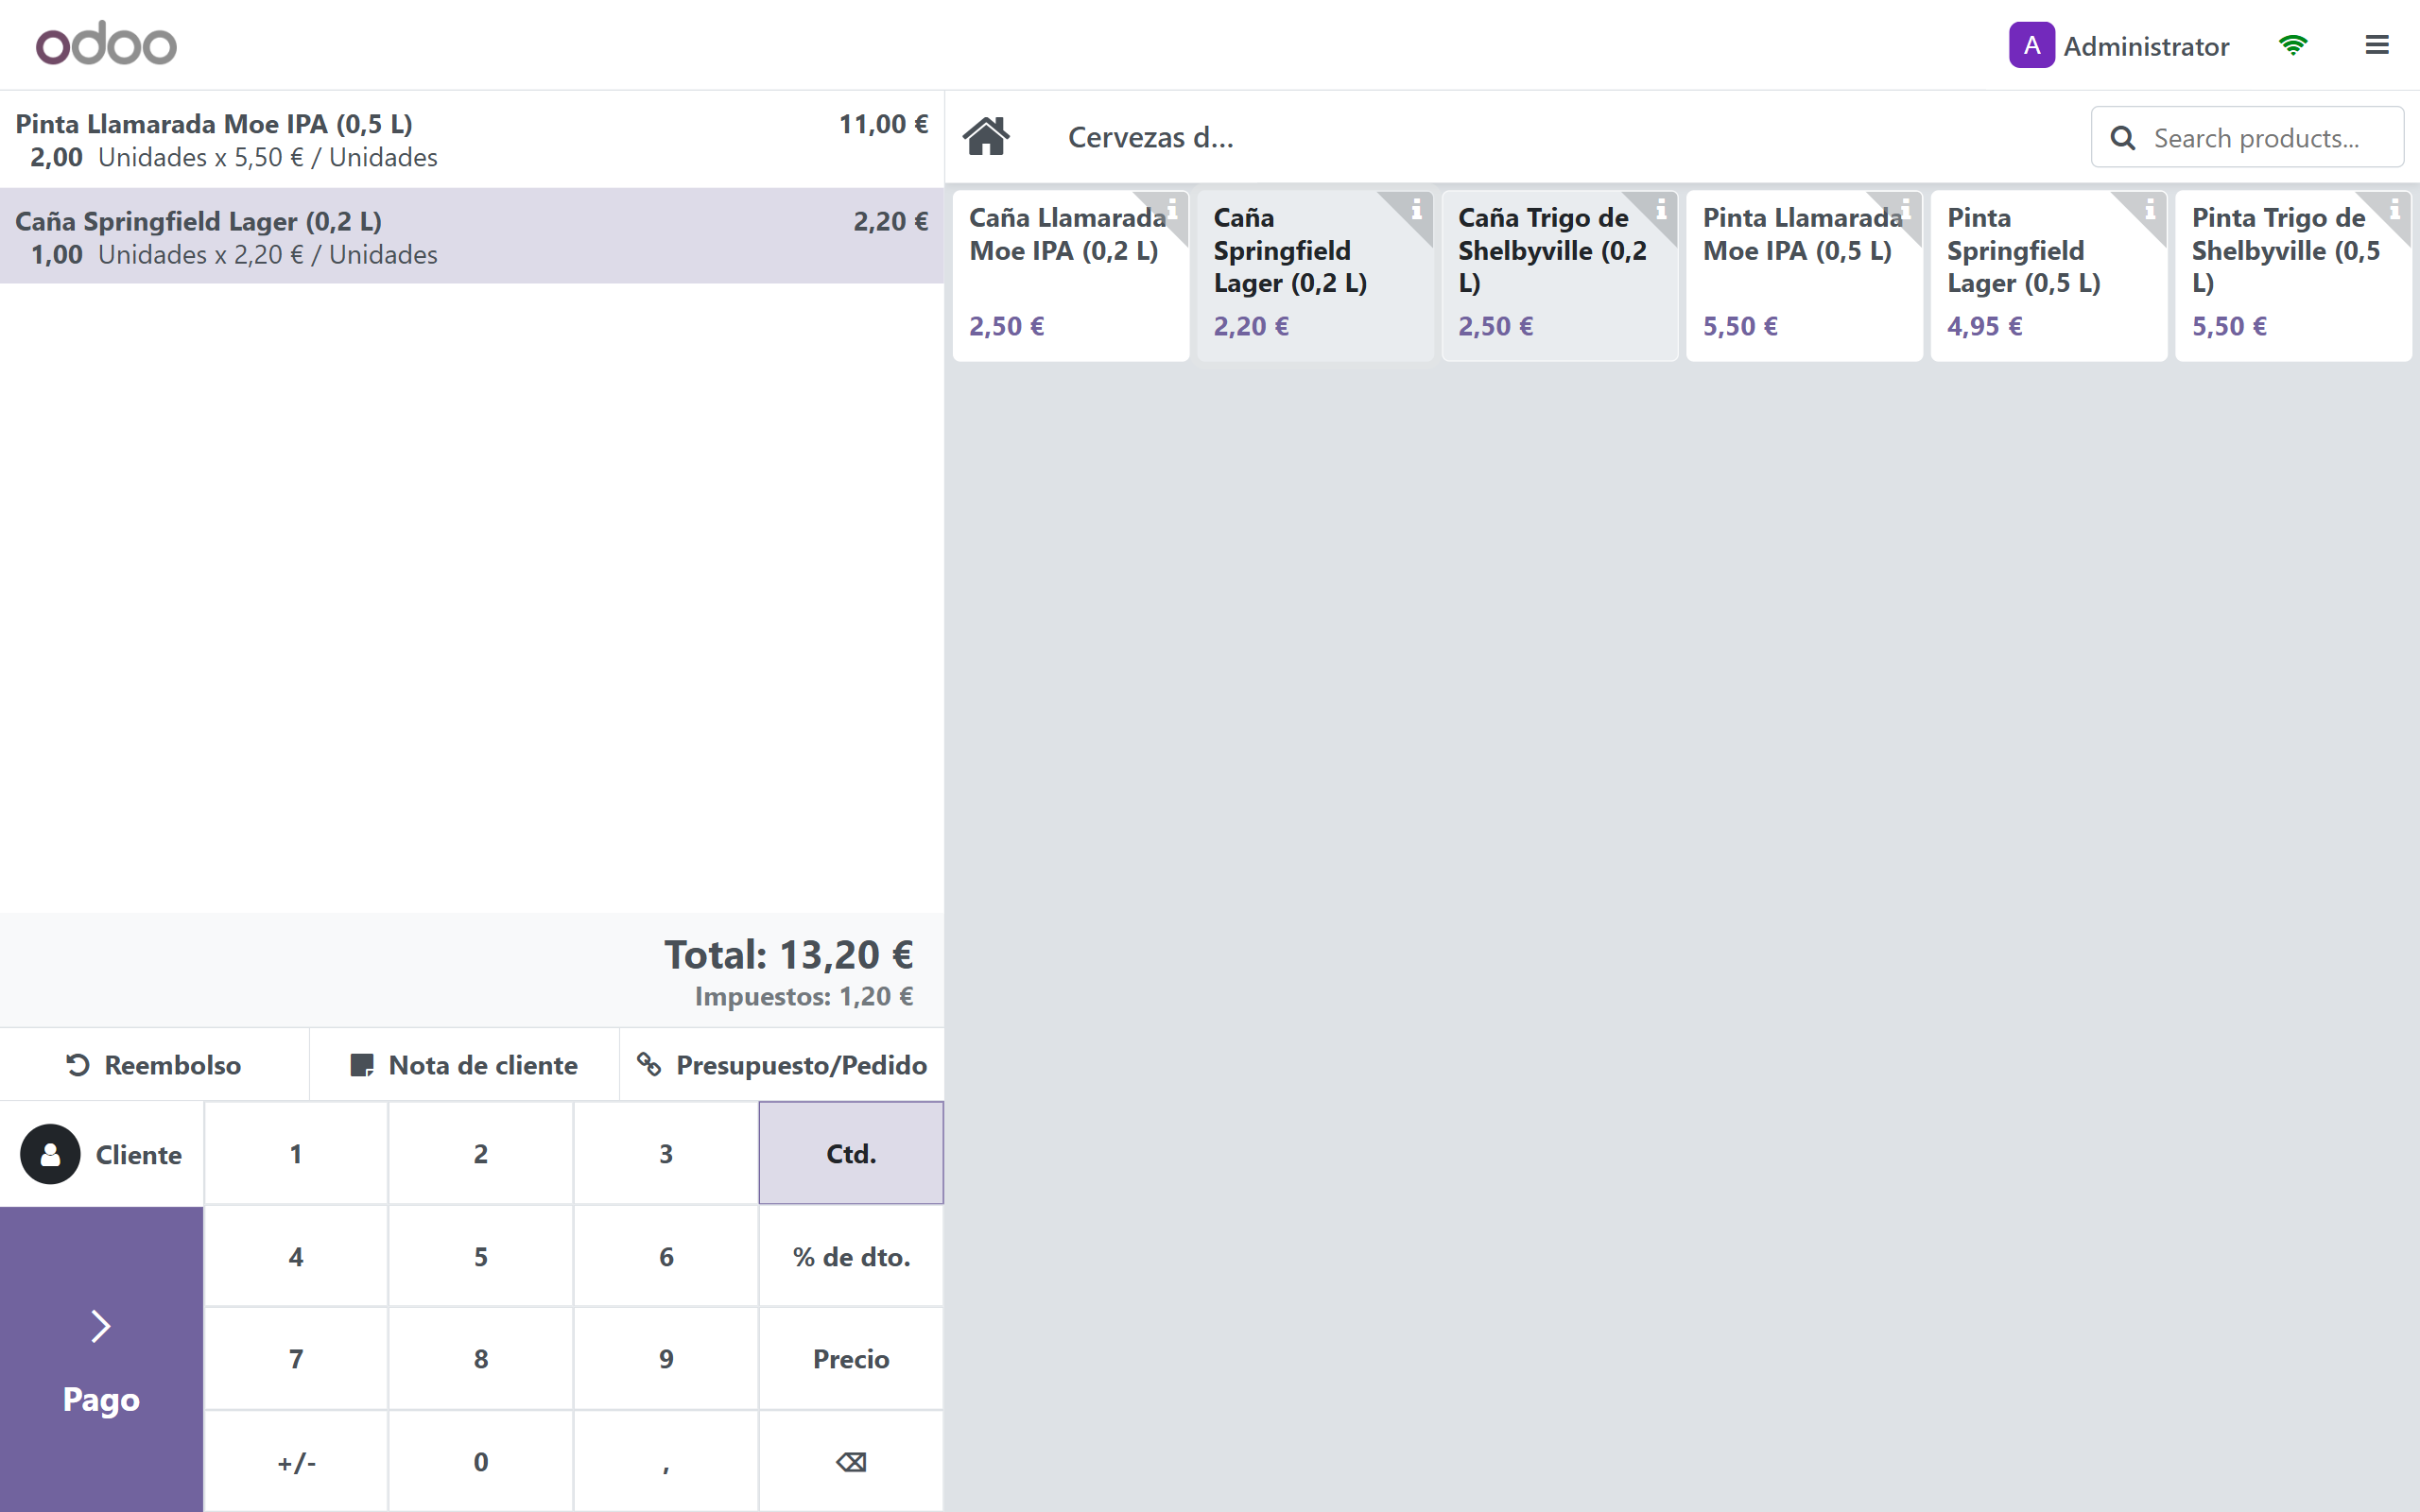 odoo
A Administrator
Pinta Llamarada Moe IPA (0,5 L) 11,00 €
2,00 Unidades x 5,50 € / Unidades
Caña Springfield Lager (0,2 L) 2,20 €
1,00 Unidades x 2,20 € / Unidades
Total: 13,20 €
Impuestos: 1,20 €
Reembolso Nota de cliente Presupuesto/Pedido
Cliente
Pago
1 2 3 Ctd.
4 5 6 % de dto.
7 8 9 Precio
+/- 0 , ⌫
Cervezas d...
Search products...
Caña Llamarada
Moe IPA (0,2 L)
2,50 €
Caña
Springfield
Lager (0,2 L)
2,20 €
Caña Trigo de
Shelbyville (0,2
L)
2,50 €
Pinta Llamarada
Moe IPA (0,5 L)
5,50 €
Pinta
Springfield
Lager (0,5 L)
4,95 €
Pinta Trigo de
Shelbyville (0,5
L)
5,50 €